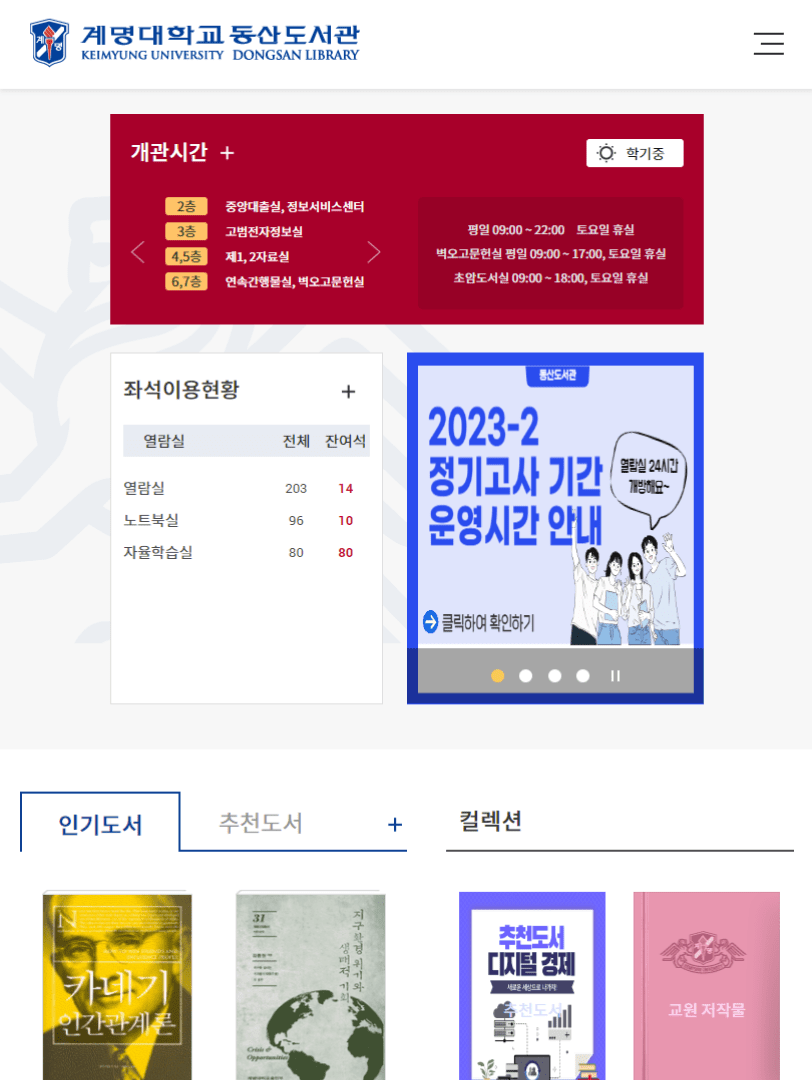 계명대학교 동산도서관
KEIMYUNG UNIVERSITY DONGSAN LIBRARY
개관시간 +
학기중
2층 중앙대출실, 정보서비스센터
3층 고범전자정보실
4,5층 제1, 2자료실
6,7층 연속간행물실, 벽오고문헌실
평일 09:00 ~ 22:00 토요일 휴실
벽오고문헌실 평일 09:00 ~ 17:00, 토요일 휴실
초암도서실 09:00 ~ 18:00, 토요일 휴실
좌석이용현황 +
열람실 전체 잔여석
열람실 203 14
노트북실 96 10
자율학습실 80 80
동산도서관
2023-2
정기고사 기간
운영시간 안내
열람실 24시간
개방해요~
클릭하여 확인하기
인기도서
추천도서 +
컬렉션
N
카네기
인간관계론
31
지구환경위기와
생태적 기회
Crisis &
Opportunities
추천도서
디지털 경제
새로운 세상으로 나가자!
추천도서
교원 저작물